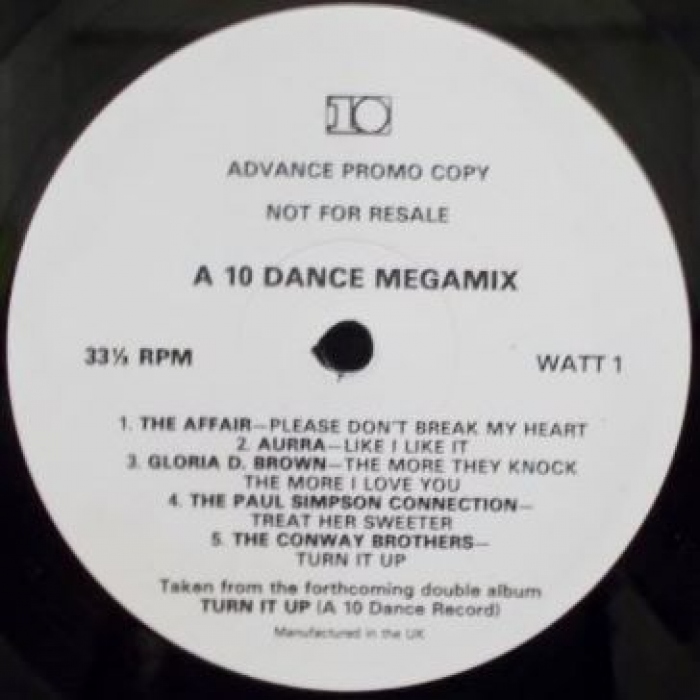 10
ADVANCE PROMO COPY
NOT FOR RESALE
A 10 DANCE MEGAMIX
33⅓ RPM
WATT 1
1. THE AFFAIR—PLEASE DON'T BREAK MY HEART
2. AURRA—LIKE I LIKE IT
3. GLORIA D. BROWN—THE MORE THEY KNOCK
THE MORE I LOVE YOU
4. THE PAUL SIMPSON CONNECTION—
TREAT HER SWEETER
5. THE CONWAY BROTHERS—
TURN IT UP
Taken from the forthcoming double album
TURN IT UP (A 10 Dance Record)
Manufactured in the UK